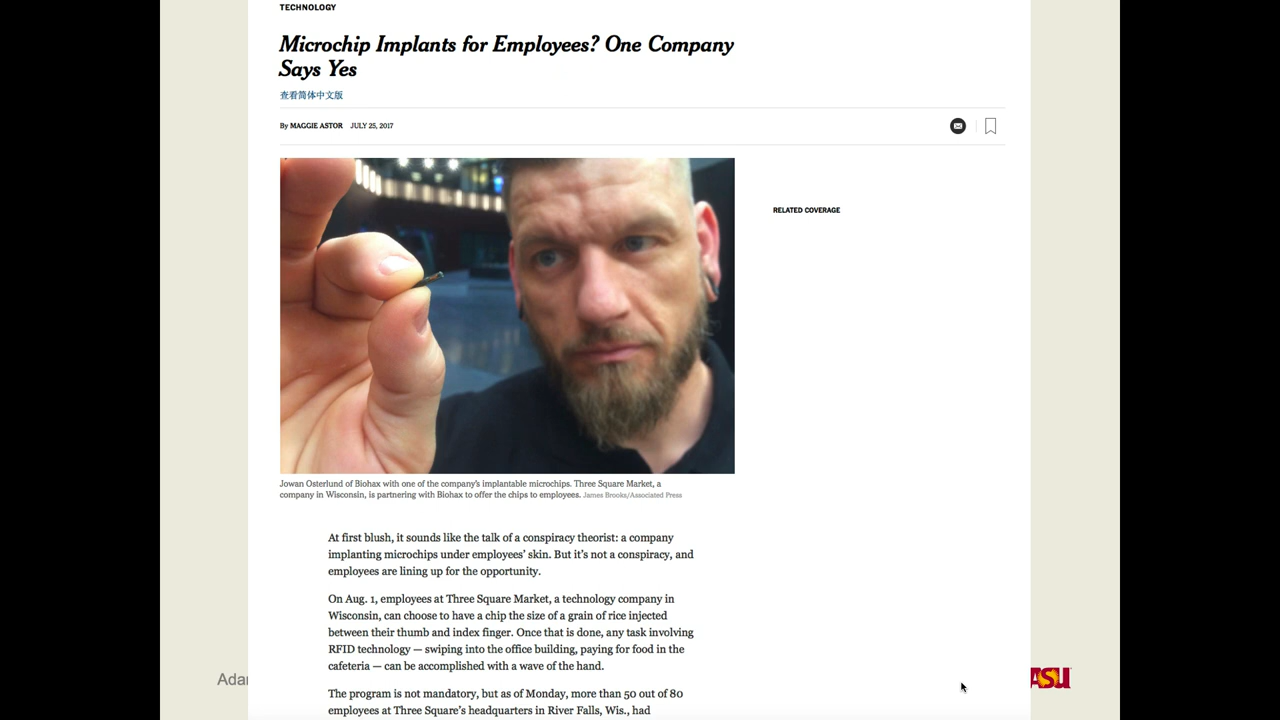 TECHNOLOGY
Microchip Implants for Employees? One Company
Says Yes
查看简体中文版
By MAGGIE ASTOR JULY 25, 2017
RELATED COVERAGE
Jowan Osterlund of Biohax with one of the company's implantable microchips. Three Square Market, a
company in Wisconsin, is partnering with Biohax to offer the chips to employees. James Brooks/Associated Press
At first blush, it sounds like the talk of a conspiracy theorist: a company
implanting microchips under employees' skin. But it's not a conspiracy, and
employees are lining up for the opportunity.
On Aug. 1, employees at Three Square Market, a technology company in
Wisconsin, can choose to have a chip the size of a grain of rice injected
between their thumb and index finger. Once that is done, any task involving
RFID technology — swiping into the office building, paying for food in the
cafeteria — can be accomplished with a wave of the hand.
The program is not mandatory, but as of Monday, more than 50 out of 80
employees at Three Square's headquarters in River Falls, Wis., had
Adar
ASU